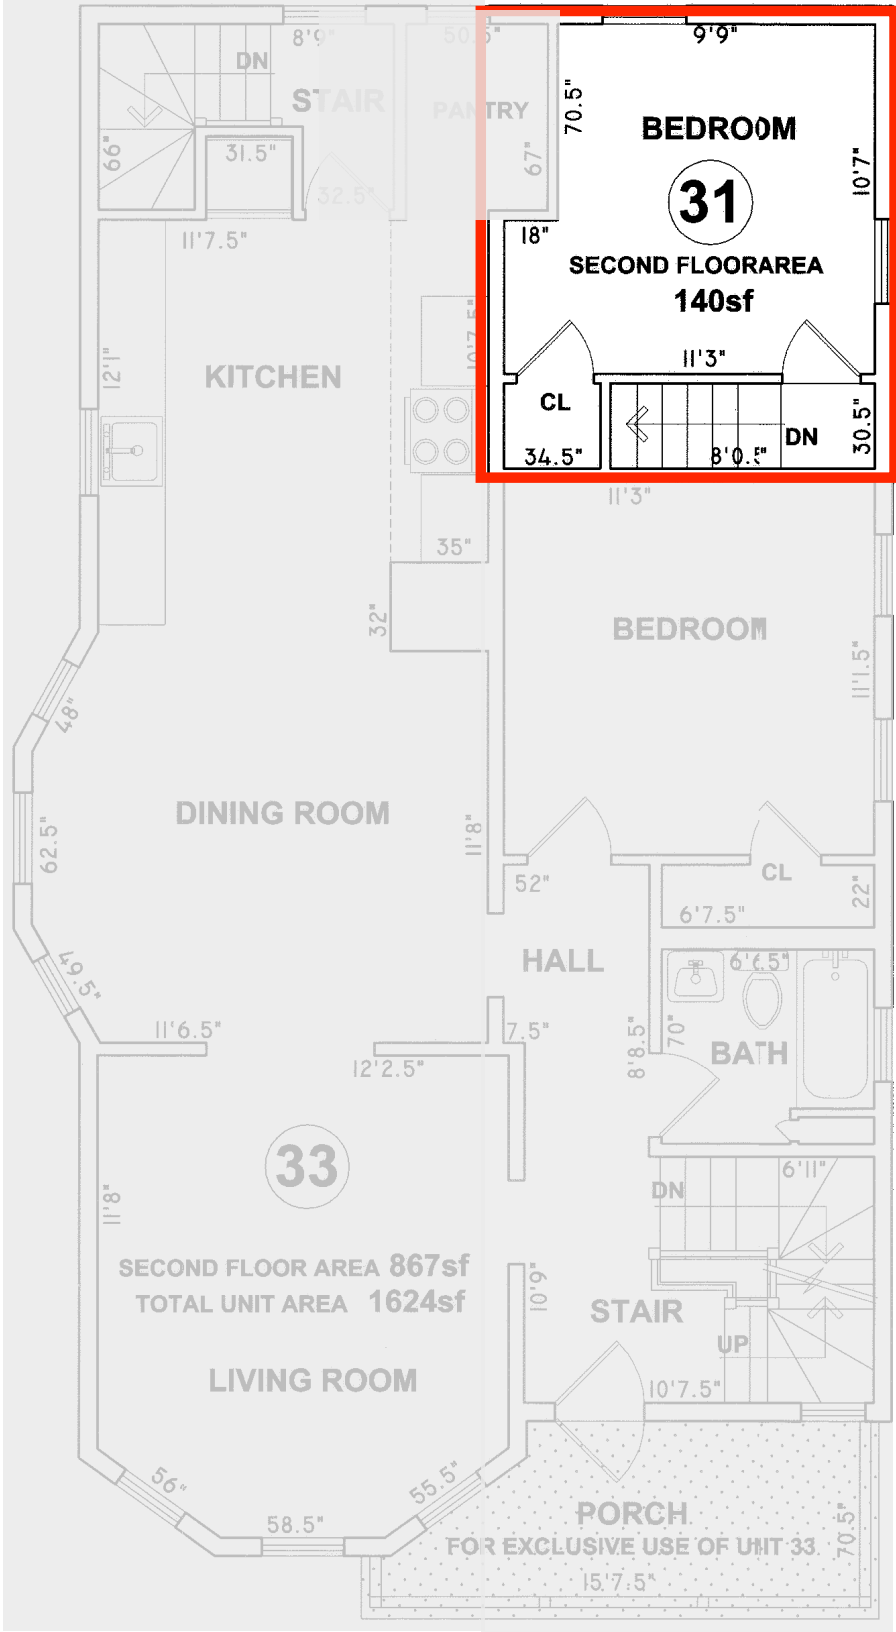 8'9"
50.5"
9'9"
DN
STAIR
PANTRY
70.5"
BEDROOM
66"
31.5"
67"
10'7"
32.5"
31
11'7.5"
18"
SECOND FLOORAREA
140sf
10'7.5"
12'1"
KITCHEN
11'3"
CL
DN
30.5"
34.5"
8'0.5"
11'3"
35"
32"
BEDROOM
11'1.5"
48"
DINING ROOM
62.5"
11'8"
52"
CL
22"
6'7.5"
49.5"
HALL
11'6.5"
7.5"
8'8.5"
70"
BATH
12'2.5"
33
11'8"
6'11"
DN
SECOND FLOOR AREA 867sf
TOTAL UNIT AREA 1624sf
10'9"
STAIR
UP
LIVING ROOM
10'7.5"
56"
55.5"
58.5"
PORCH
70.5"
FOR EXCLUSIVE USE OF UNIT 33
15'7.5"